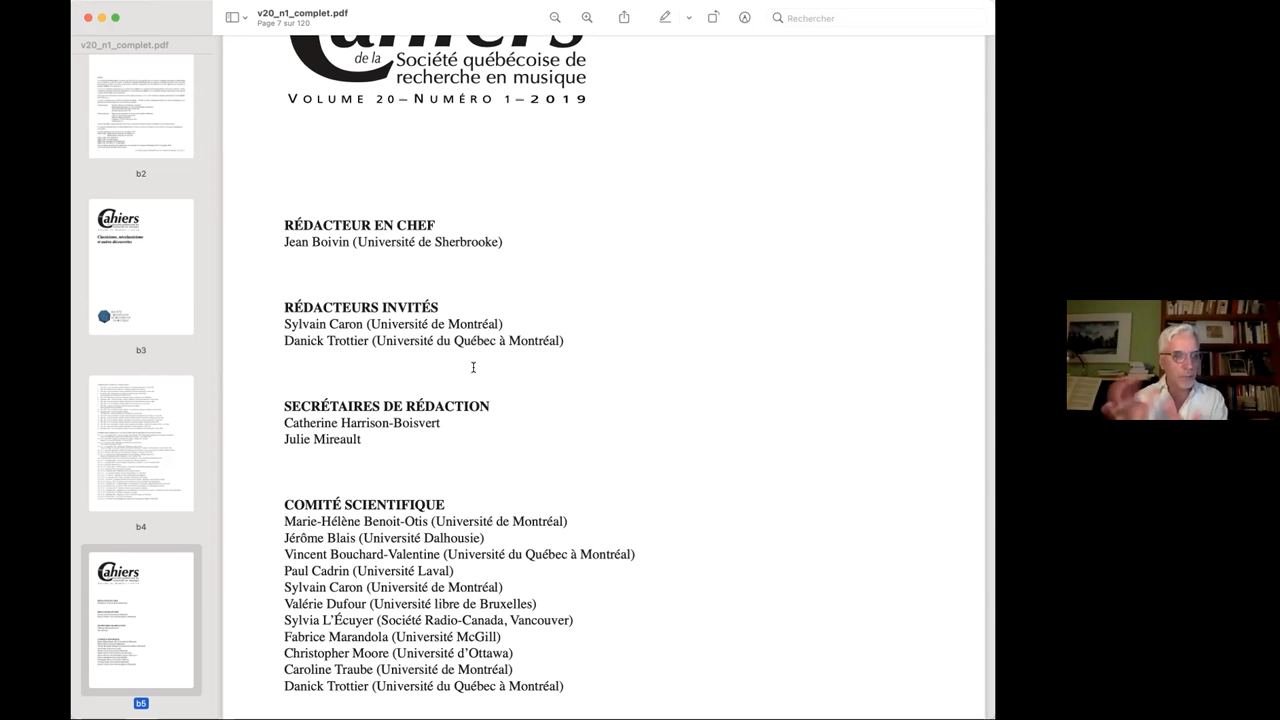 v20_n1_complet.pdf
Page 7 sur 120
Rechercher
v20_n1_complet.pdf
b2
Cahiers
b3
b4
Cahiers
b5
Cahiers
de la Société québécoise de
recherche en musique
VOLUME 20–NUMÉRO 1–2019
RÉDACTEUR EN CHEF
Jean Boivin (Université de Sherbrooke)
RÉDACTEURS INVITÉS
Sylvain Caron (Université de Montréal)
Danick Trottier (Université du Québec à Montréal)
SECRÉTAIRES DE RÉDACTION
Catherine Harrison-Boisvert
Julie Mireault
COMITÉ SCIENTIFIQUE
Marie-Hélène Benoit-Otis (Université de Montréal)
Jérôme Blais (Université Dalhousie)
Vincent Bouchard-Valentine (Université du Québec à Montréal)
Paul Cadrin (Université Laval)
Sylvain Caron (Université de Montréal)
Valérie Dufour (Université libre de Bruxelles)
Sylvia L'Écuyer (Société Radio-Canada, Vancouver)
Fabrice Marandola (Université McGill)
Christopher Moore (Université d'Ottawa)
Caroline Traube (Université de Montréal)
Danick Trottier (Université du Québec à Montréal)